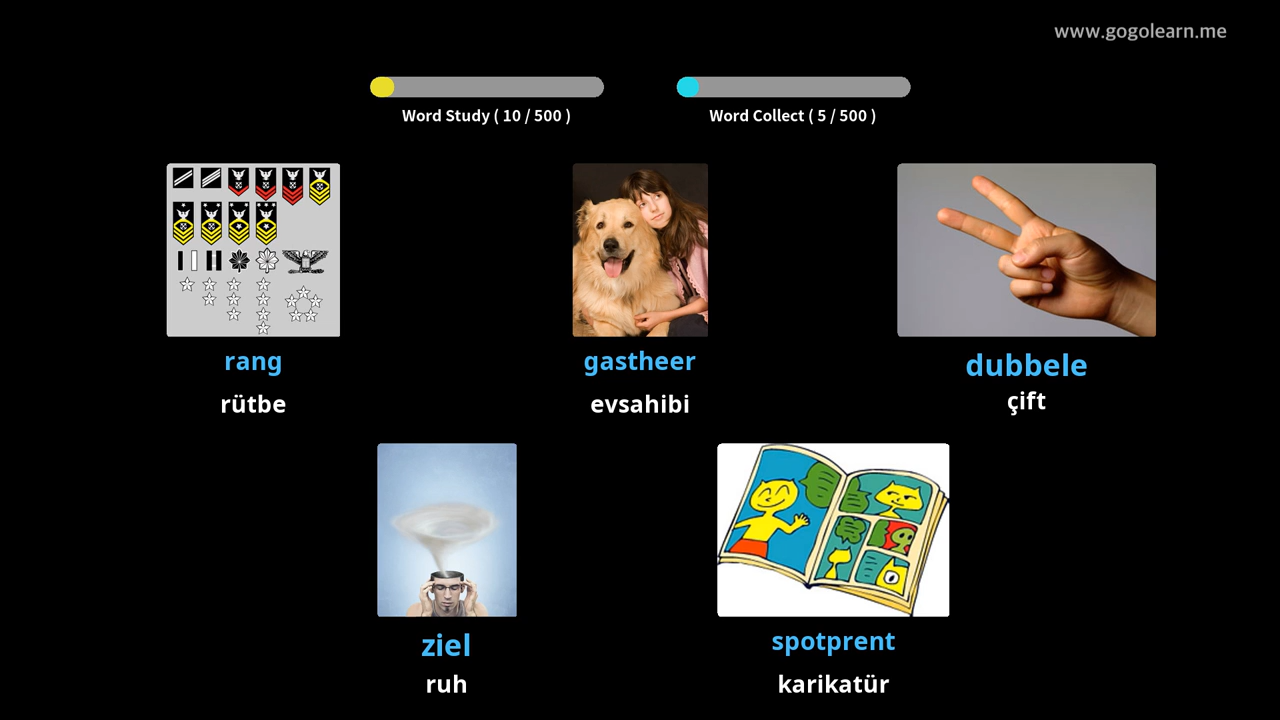 www.gogolearn.me
Word Study ( 10 / 500 )
Word Collect ( 5 / 500 )
rang
rütbe
gastheer
evsahibi
dubbele
çift
ziel
ruh
spotprent
karikatür